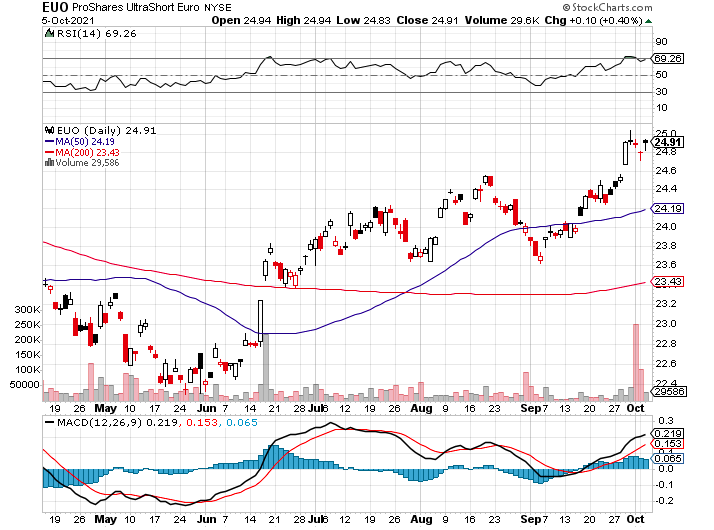 EUO ProShares UltraShort Euro NYSE © StockCharts.com
5-Oct-2021 Open 24.94 High 24.94 Low 24.83 Close 24.91 Volume 29.6K Chg +0.10 (+0.40%)
RSI(14) 69.26
90
69.26
50
30
10
EUO (Daily) 24.91
MA(50) 24.19
MA(200) 23.43
Volume 29,586
25.0
24.91
24.8
24.6
24.4
24.19
24.0
23.8
23.6
23.43
23.2
300K
23.0
250K
200K
22.8
150K
22.6
100K
50000
22.4
29586
19 26 May 10 17 24 Jun 7 14 21 28 Jul 6 12 19 26 Aug 9 16 23 Sep 7 13 20 27 Oct
MACD(12,26,9) 0.219, 0.153, 0.065
0.3
0.219
0.153
0.065
0.0
-0.1
-0.2
19 26 May 10 17 24 Jun 7 14 21 28 Jul 6 12 19 26 Aug 9 16 23 Sep 7 13 20 27 Oct